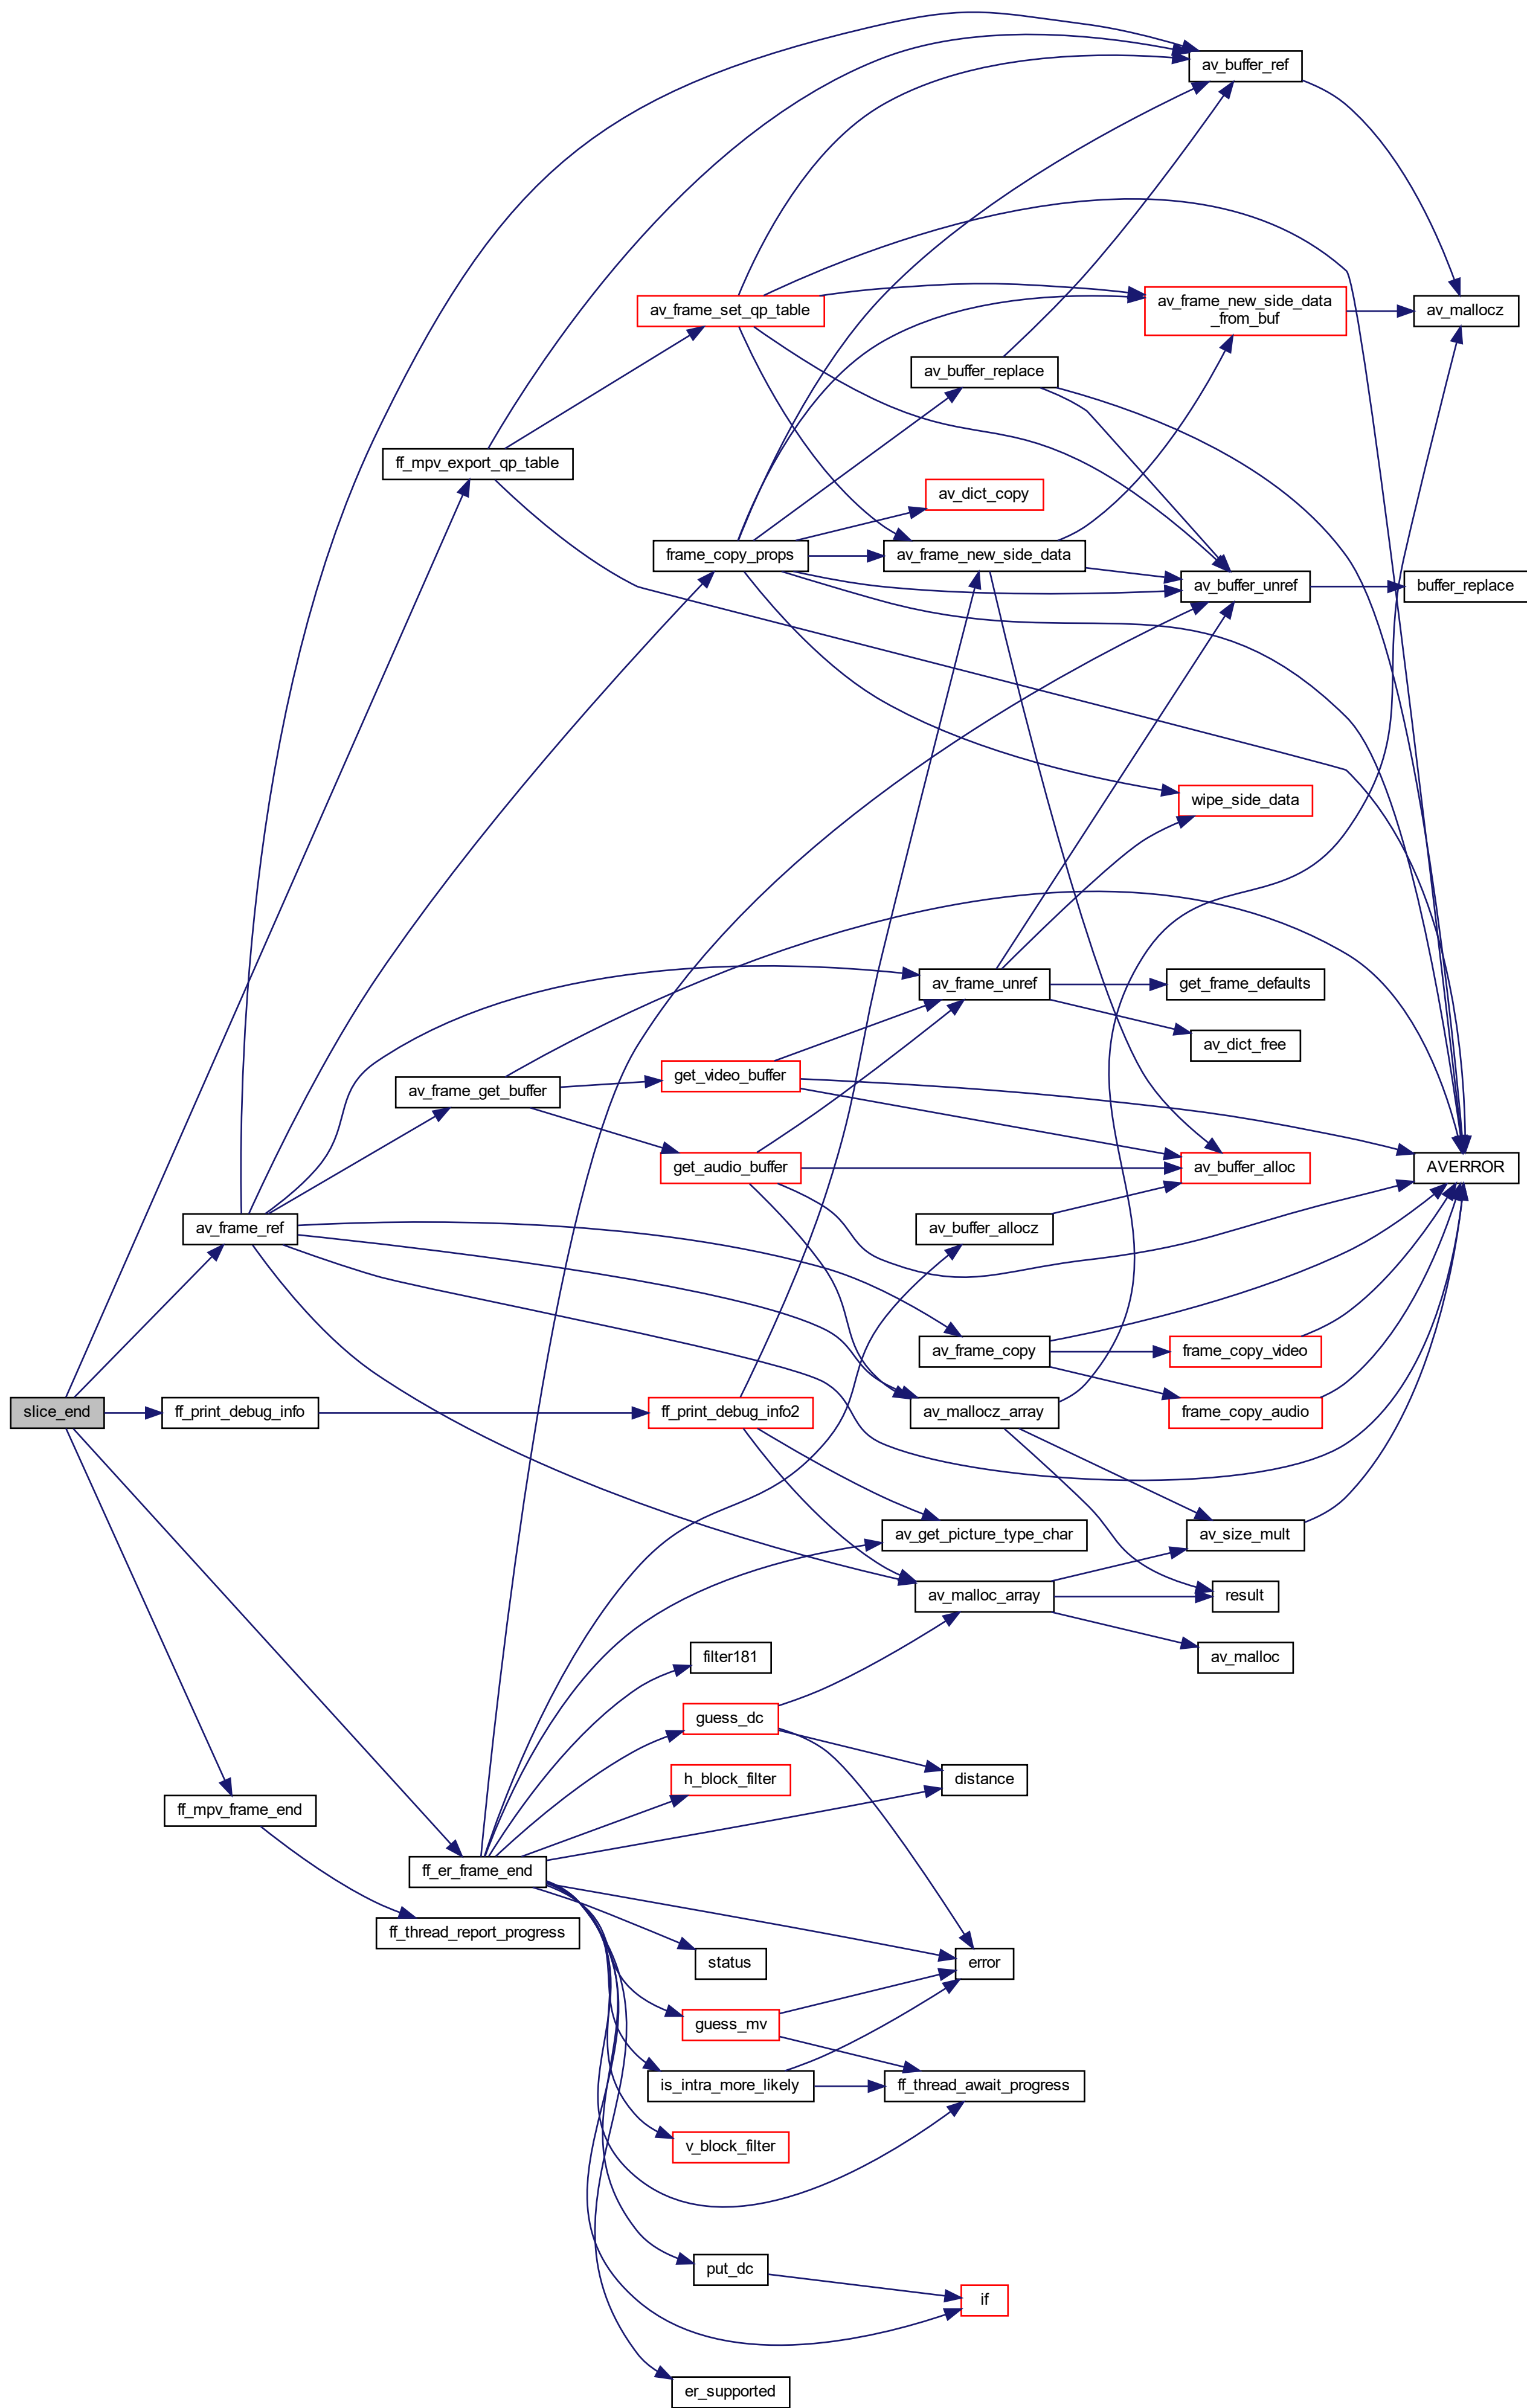 av_buffer_ref
av_frame_set_qp_table
av_frame_new_side_data
_from_buf
av_mallocz
av_buffer_replace
ff_mpv_export_qp_table
av_dict_copy
frame_copy_props
av_frame_new_side_data
av_buffer_unref
buffer_replace
wipe_side_data
av_frame_unref
get_frame_defaults
av_dict_free
get_video_buffer
av_frame_get_buffer
get_audio_buffer
av_buffer_alloc
AVERROR
av_frame_ref
av_buffer_allocz
av_frame_copy
frame_copy_video
slice_end
ff_print_debug_info
ff_print_debug_info2
av_mallocz_array
frame_copy_audio
av_get_picture_type_char
av_size_mult
av_malloc_array
result
filter181
av_malloc
guess_dc
h_block_filter
distance
ff_mpv_frame_end
ff_er_frame_end
ff_thread_report_progress
status
error
guess_mv
is_intra_more_likely
ff_thread_await_progress
v_block_filter
put_dc
if
er_supported